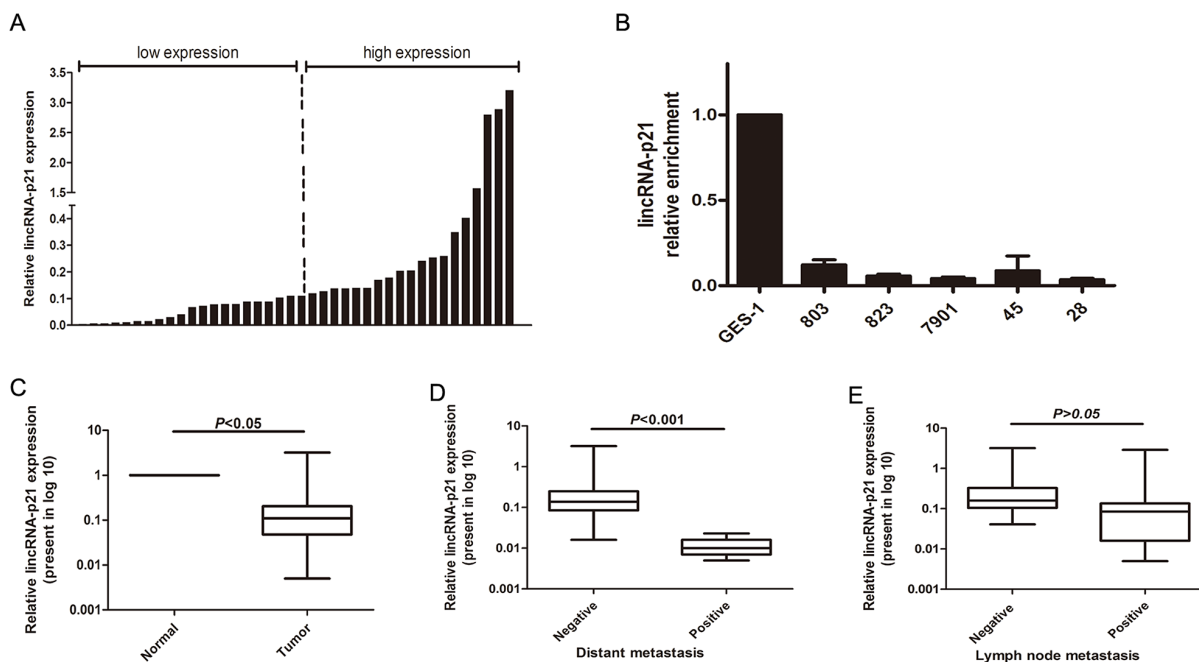 A
low expression
high expression
Relative lincRNA-p21 expression
3.5
3.0
2.5
2.0
1.5
0.4
0.3
0.2
0.1
0.0
B
lincRNA-p21
relative enrichment
1.0
0.5
0.0
GES-1
803
823
7901
45
28
C
P<0.05
Relative lincRNA-p21 expression
(present in log 10)
10
1
0.1
0.01
0.001
Normal
Tumor
D
P<0.001
Relative lincRNA-p21 expression
(present in log 10)
10
1
0.1
0.01
0.001
Negative
Positive
Distant metastasis
E
P>0.05
Relative lincRNA-p21 expression
(present in log 10)
10
1
0.1
0.01
0.001
Negative
Positive
Lymph node metastasis